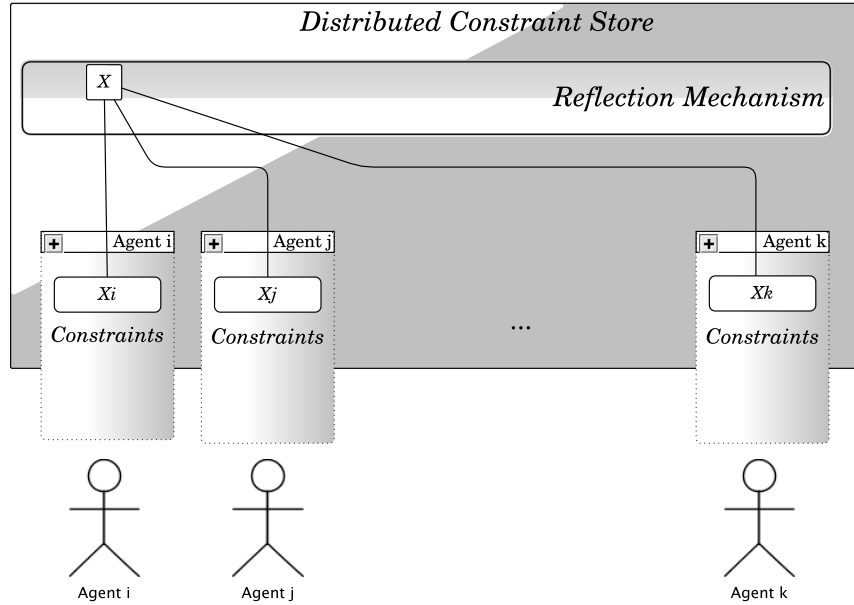 Distributed Constraint Store
X
Reflection Mechanism
+ Agent i
+ Agent j
+ Agent k
Xi
Xj
Xk
Constraints
Constraints
...
Constraints
Agent i
Agent j
Agent k